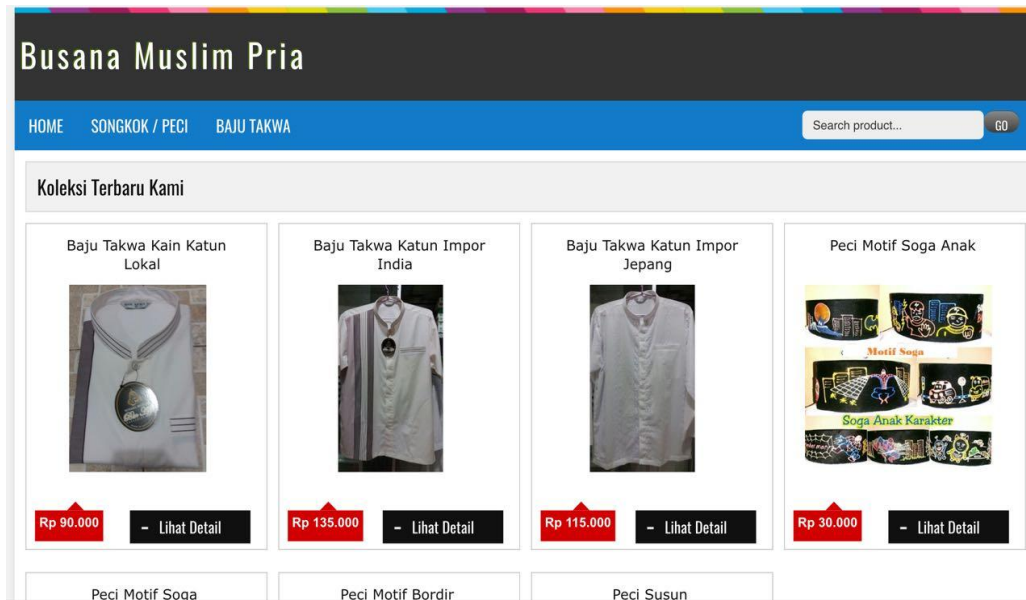 Busana Muslim Pria
HOME SONGKOK / PECI BAJU TAKWA Search product... GO
Koleksi Terbaru Kami
Baju Takwa Kain Katun
Lokal
Baju Takwa Katun Impor
India
Baju Takwa Katun Impor
Jepang
Peci Motif Soga Anak
Motif Soga
Soga Anak Karakter
Rp 90.000 - Lihat Detail
Rp 135.000 - Lihat Detail
Rp 115.000 - Lihat Detail
Rp 30.000 - Lihat Detail
Peci Motif Soga
Peci Motif Bordir
Peci Susun